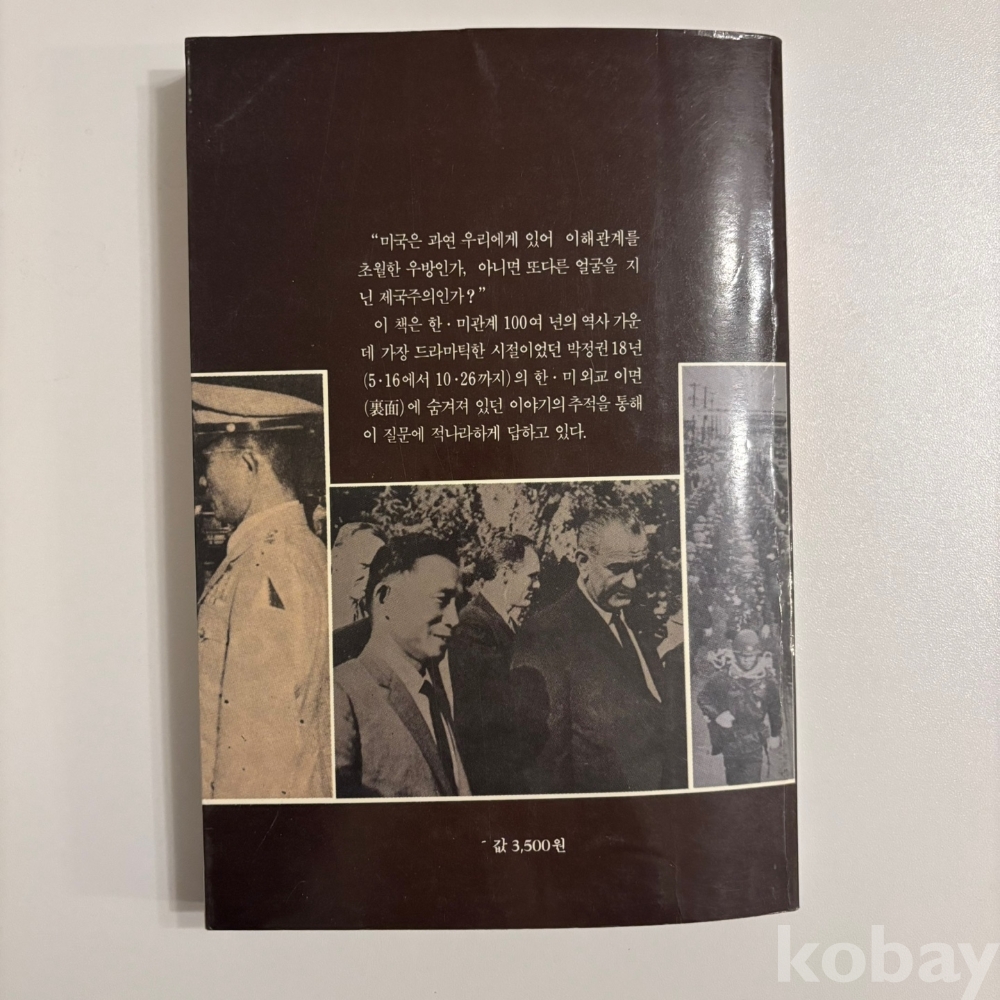 “미국은 과연 우리에게 있어 이해관계를
초월한 우방인가, 아니면 또다른 얼굴을 지
닌 제국주의인가?”
이 책은 한·미관계 100여 년의 역사 가운
데 가장 드라마틱한 시절이었던 박정권 18년
(5·16에서 10·26까지)의 한·미 외교 이면
(裏面)에 숨겨져 있던 이야기의 추적을 통해
이 질문에 적나라하게 답하고 있다.
값 3,500원
kobay